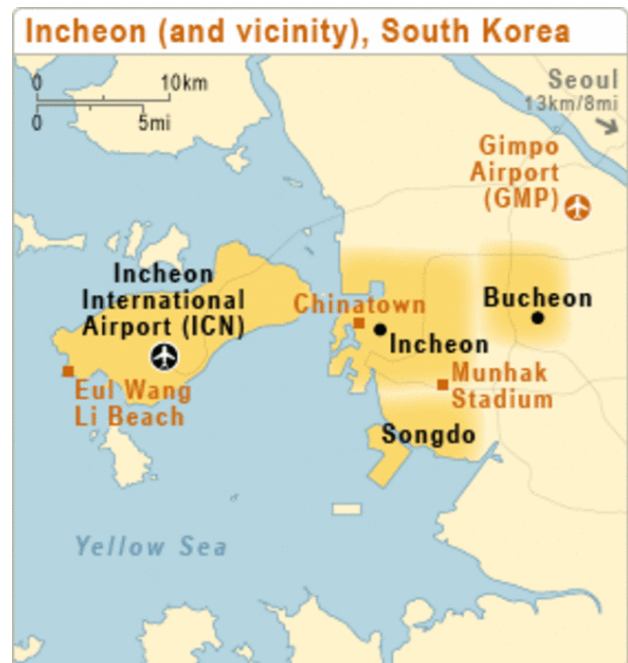 Incheon (and vicinity), South Korea
0 10km
0 5mi
Seoul
13km/8mi
Gimpo
Airport
(GMP)
Incheon
International
Airport (ICN)
Chinatown
Bucheon
Incheon
Eul Wang
Li Beach
Munhak
Stadium
Songdo
Yellow Sea